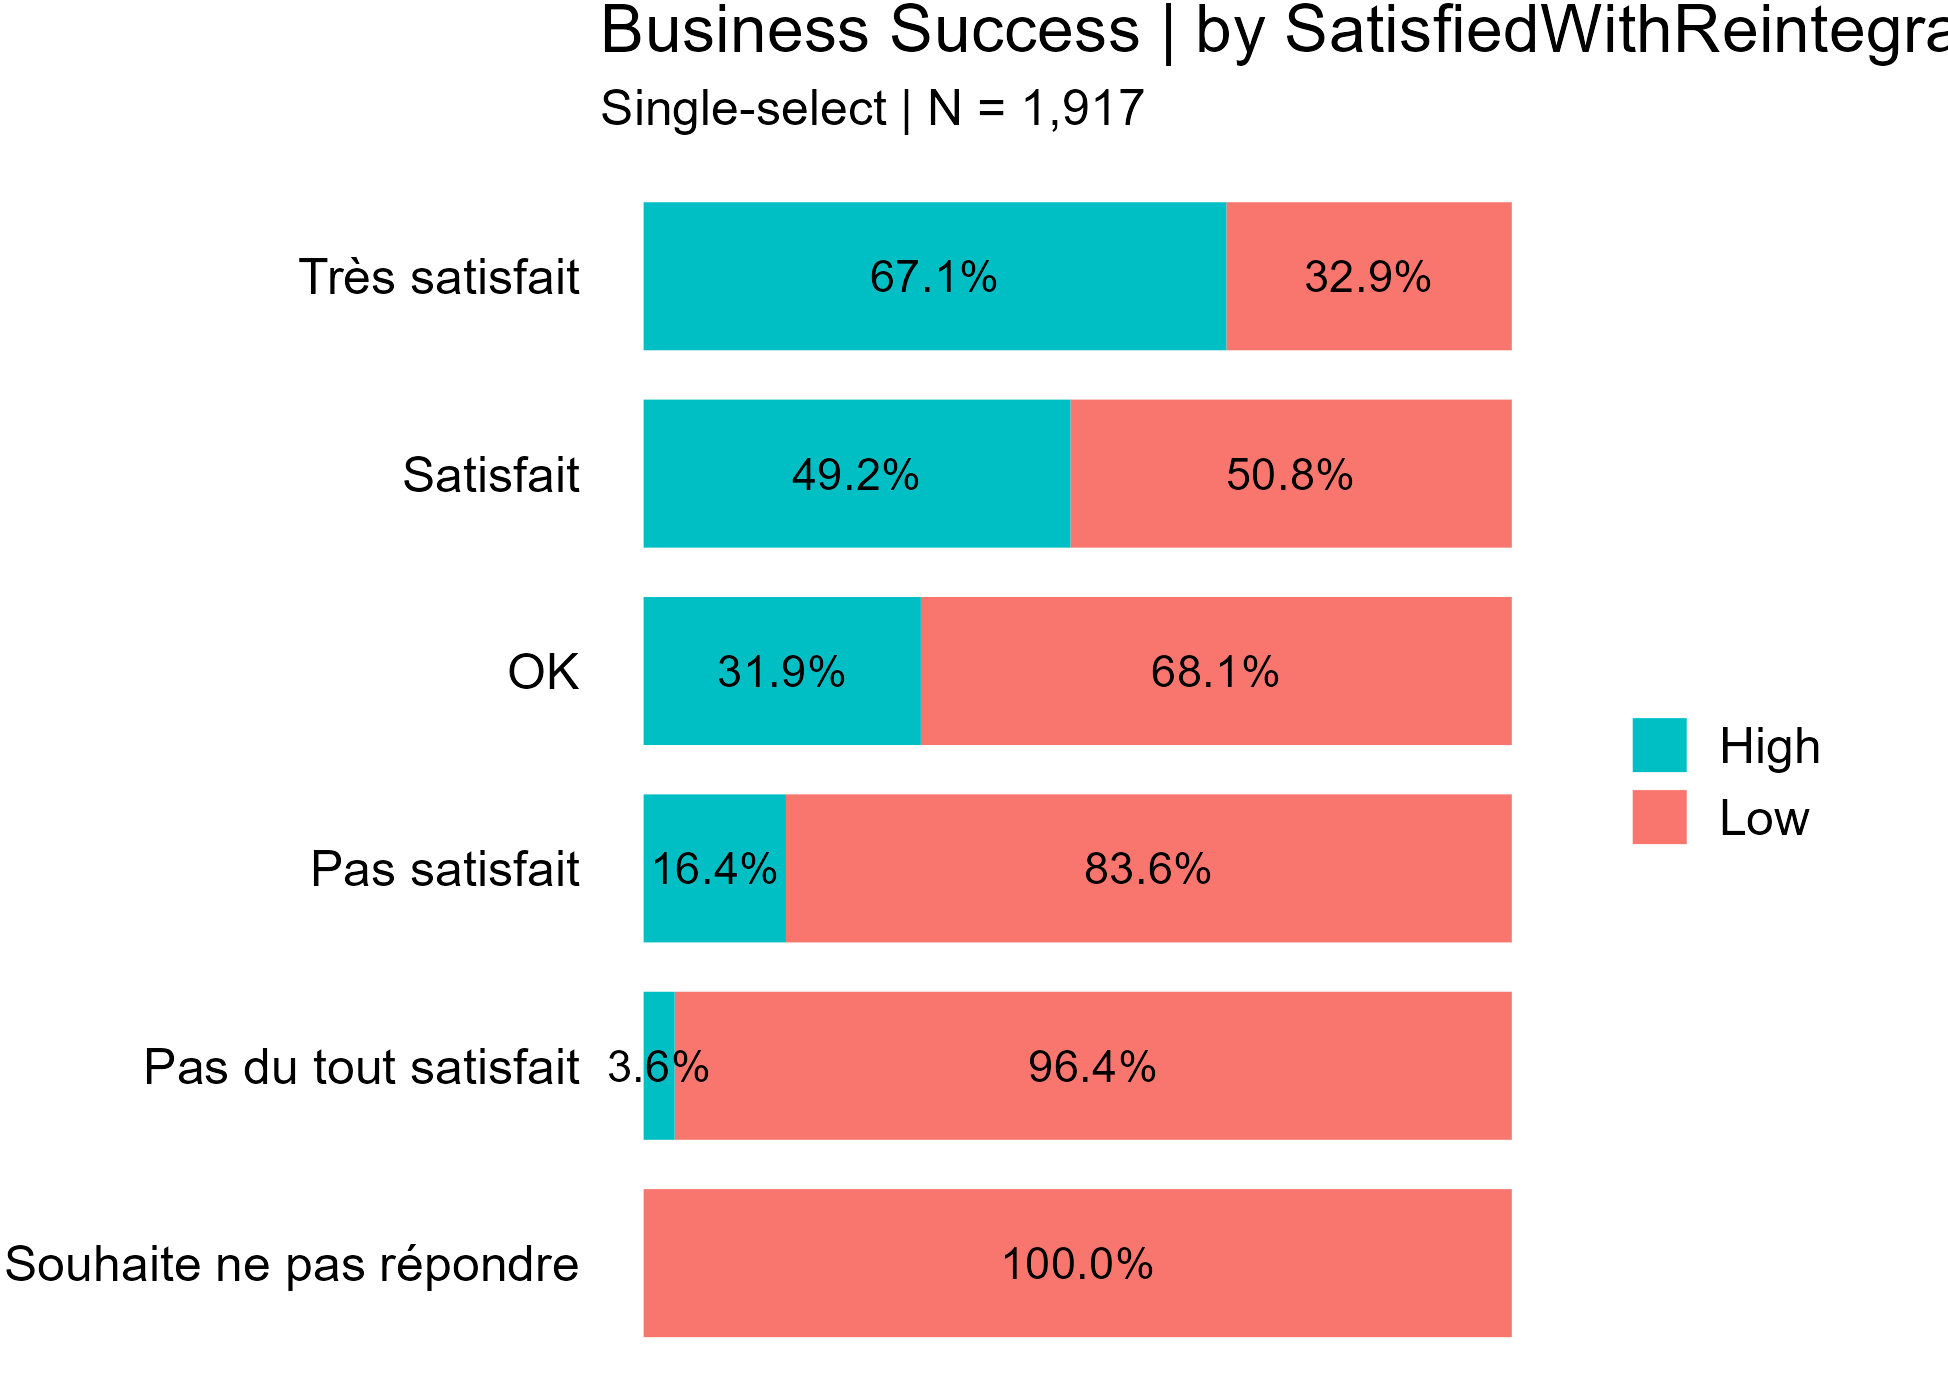 Business Success | by SatisfiedWithReintegra
Single-select | N = 1,917
Très satisfait
67.1%
32.9%
Satisfait
49.2%
50.8%
OK
31.9%
68.1%
High
Low
Pas satisfait
16.4%
83.6%
Pas du tout satisfait
3.6%
96.4%
Souhaite ne pas répondre
100.0%